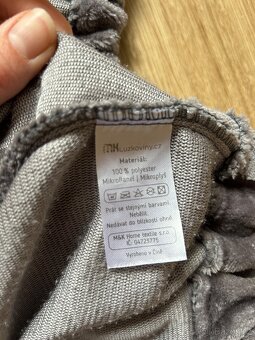 MK Luzkoviny.cz
Materiál:
100 % polyester
MikroFlanel | Mikroplyš
Prát se stejnými barvami.
Nebělit.
Nedávat do blízkosti ohně.
M&K Home textile s.r.o.
IČ: 04723775
Vyrobeno v Číně